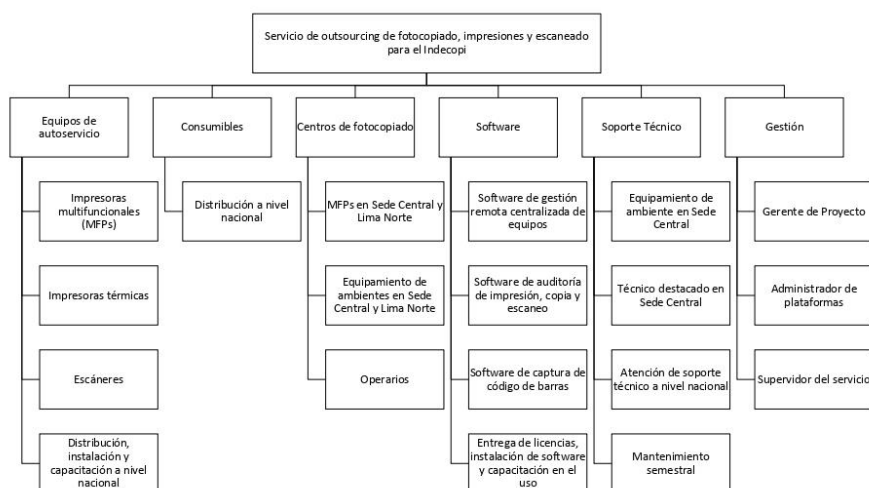 Servicio de outsourcing de fotocopiado, impresiones y escaneado
para el Indecopi
Equipos de
autoservicio
Consumibles
Centros de fotocopiado
Software
Soporte Técnico
Gestión
Impresoras
multifuncionales
(MFPs)
Distribución a nivel
nacional
MFPs en Sede Central y
Lima Norte
Software de gestión
remota centralizada de
equipos
Equipamiento de
ambiente en Sede
Central
Gerente de Proyecto
Impresoras térmicas
Equipamiento de
ambientes en Sede
Central y Lima Norte
Software de auditoría
de impresión, copia y
escaneo
Técnico destacado en
Sede Central
Administrador de
plataformas
Escáneres
Operarios
Software de captura de
código de barras
Atención de soporte
técnico a nivel nacional
Supervisor del servicio
Distribución,
instalación y
capacitación a nivel
nacional
Entrega de licencias,
instalación de software
y capacitación en el
uso
Mantenimiento
semestral